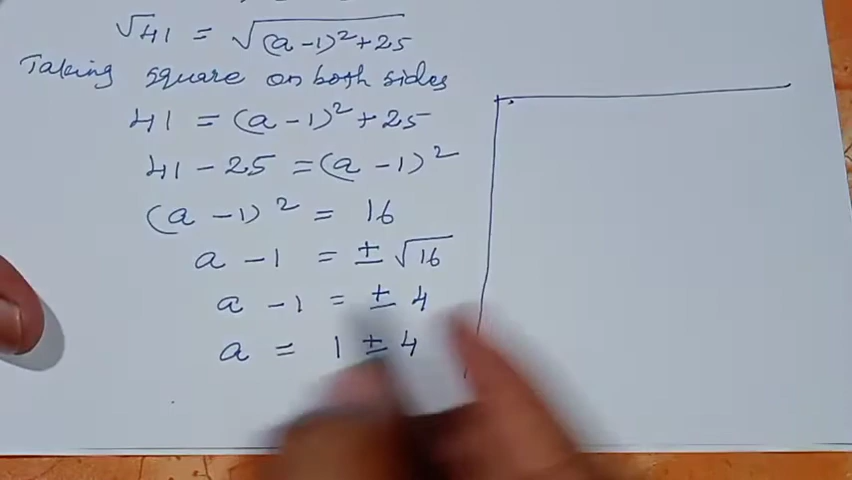 √41 = √(a-1)²+25
Taking square on both sides
41 = (a-1)²+25
41-25 = (a-1)²
(a-1)² = 16
a-1 = ±√16
a-1 = ±4
a = 1±4